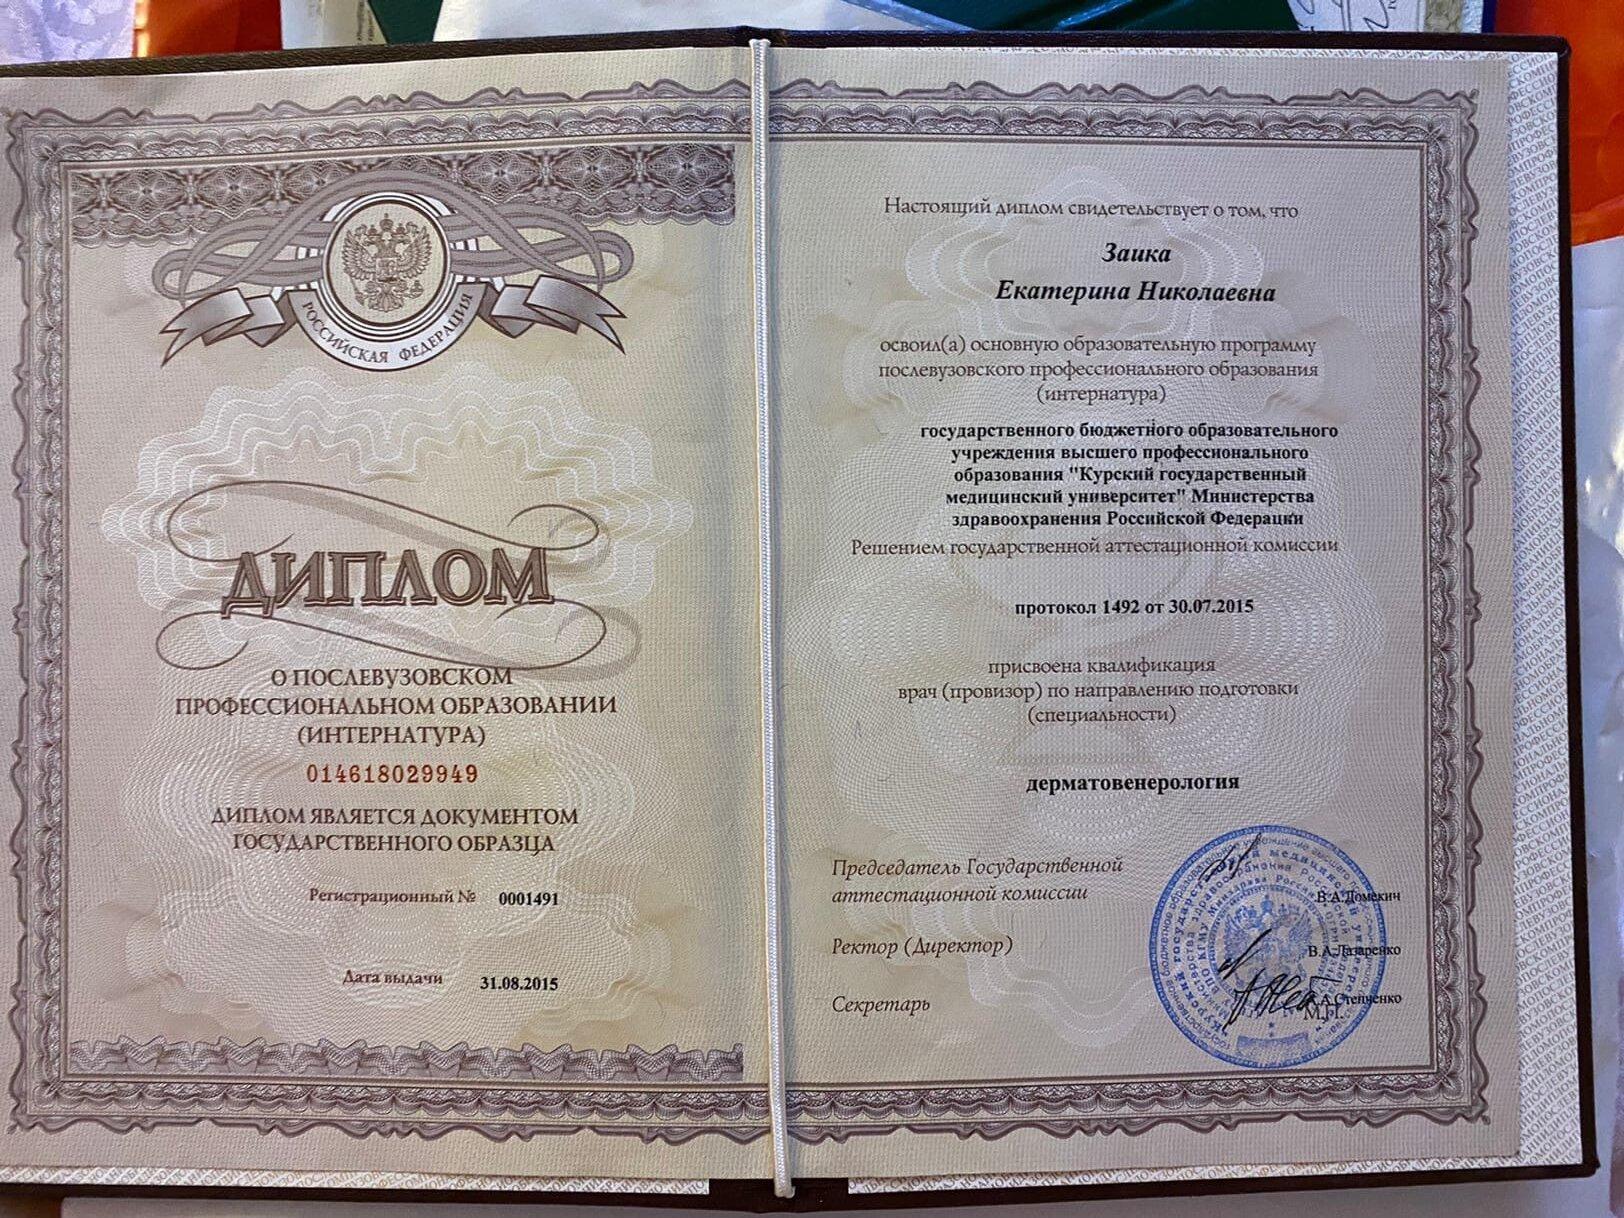 РОССИЙСКАЯ ФЕДЕРАЦИЯ
ДИПЛОМ
О ПОСЛЕВУЗОВСКОМ
ПРОФЕССИОНАЛЬНОМ ОБРАЗОВАНИИ
(ИНТЕРНАТУРА)
014618029949
ДИПЛОМ ЯВЛЯЕТСЯ ДОКУМЕНТОМ
ГОСУДАРСТВЕННОГО ОБРАЗЦА
Регистрационный № 0001491
Дата выдачи 31.08.2015
Настоящий диплом свидетельствует о том, что
Заика
Екатерина Николаевна
освоил(а) основную образовательную программу
послевузовского профессионального образования
(интернатура)
государственного бюджетного образовательного
учреждения высшего профессионального
образования "Курский государственный
медицинский университет" Министерства
здравоохранения Российской Федерации
Решением государственной аттестационной комиссии
протокол 1492 от 30.07.2015
присвоена квалификация
врач (провизор) по направлению подготовки
(специальности)
дерматовенерология
Председатель Государственной
аттестационной комиссии В.А.Домекич
Ректор (Директор) В.А.Лазаренко
Секретарь А.Степченко
М.П.